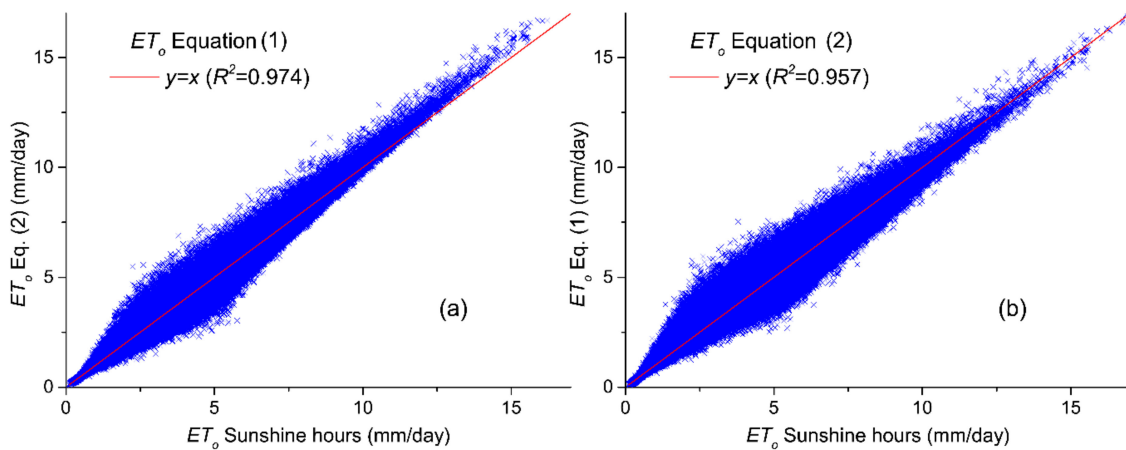 ETo Equation (1)
y=x (R²=0.974)
(a)
15
10
5
0
0
5
10
15
ETo Eq. (2) (mm/day)
ETo Sunshine hours (mm/day)
ETo Equation (2)
y=x (R²=0.957)
(b)
15
10
5
0
0
5
10
15
ETo Eq. (1) (mm/day)
ETo Sunshine hours (mm/day)